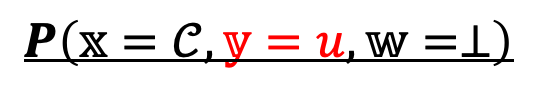 P(𝕩 = 𝒞, 𝕪 = u, 𝕨 =⊥)